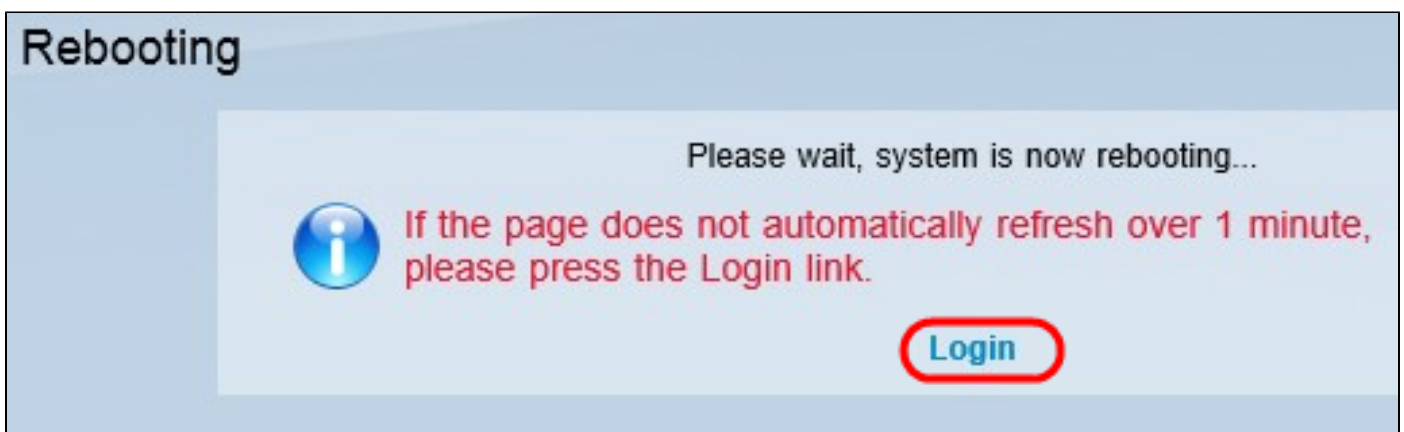 Rebooting
Please wait, system is now rebooting...
If the page does not automatically refresh over 1 minute,
please press the Login link.
Login